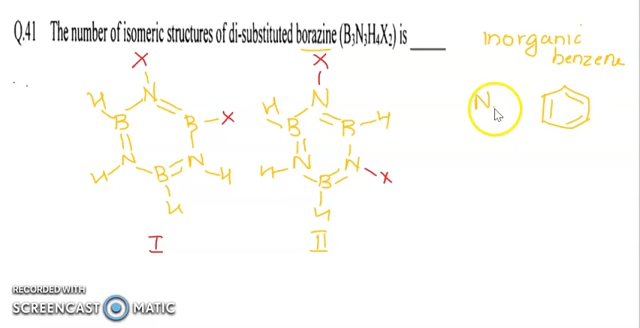 Q.41 The number of isomeric structures of di-substituted borazine (B₃N₃H₄X₂) is ____
inorganic
benzene
X
H
N
B
B
X
N
B
N
H
H
H
I
X
H
N
B
B
H
N
B
N
H
X
H
II
N
RECORDED WITH
SCREENCAST MATIC